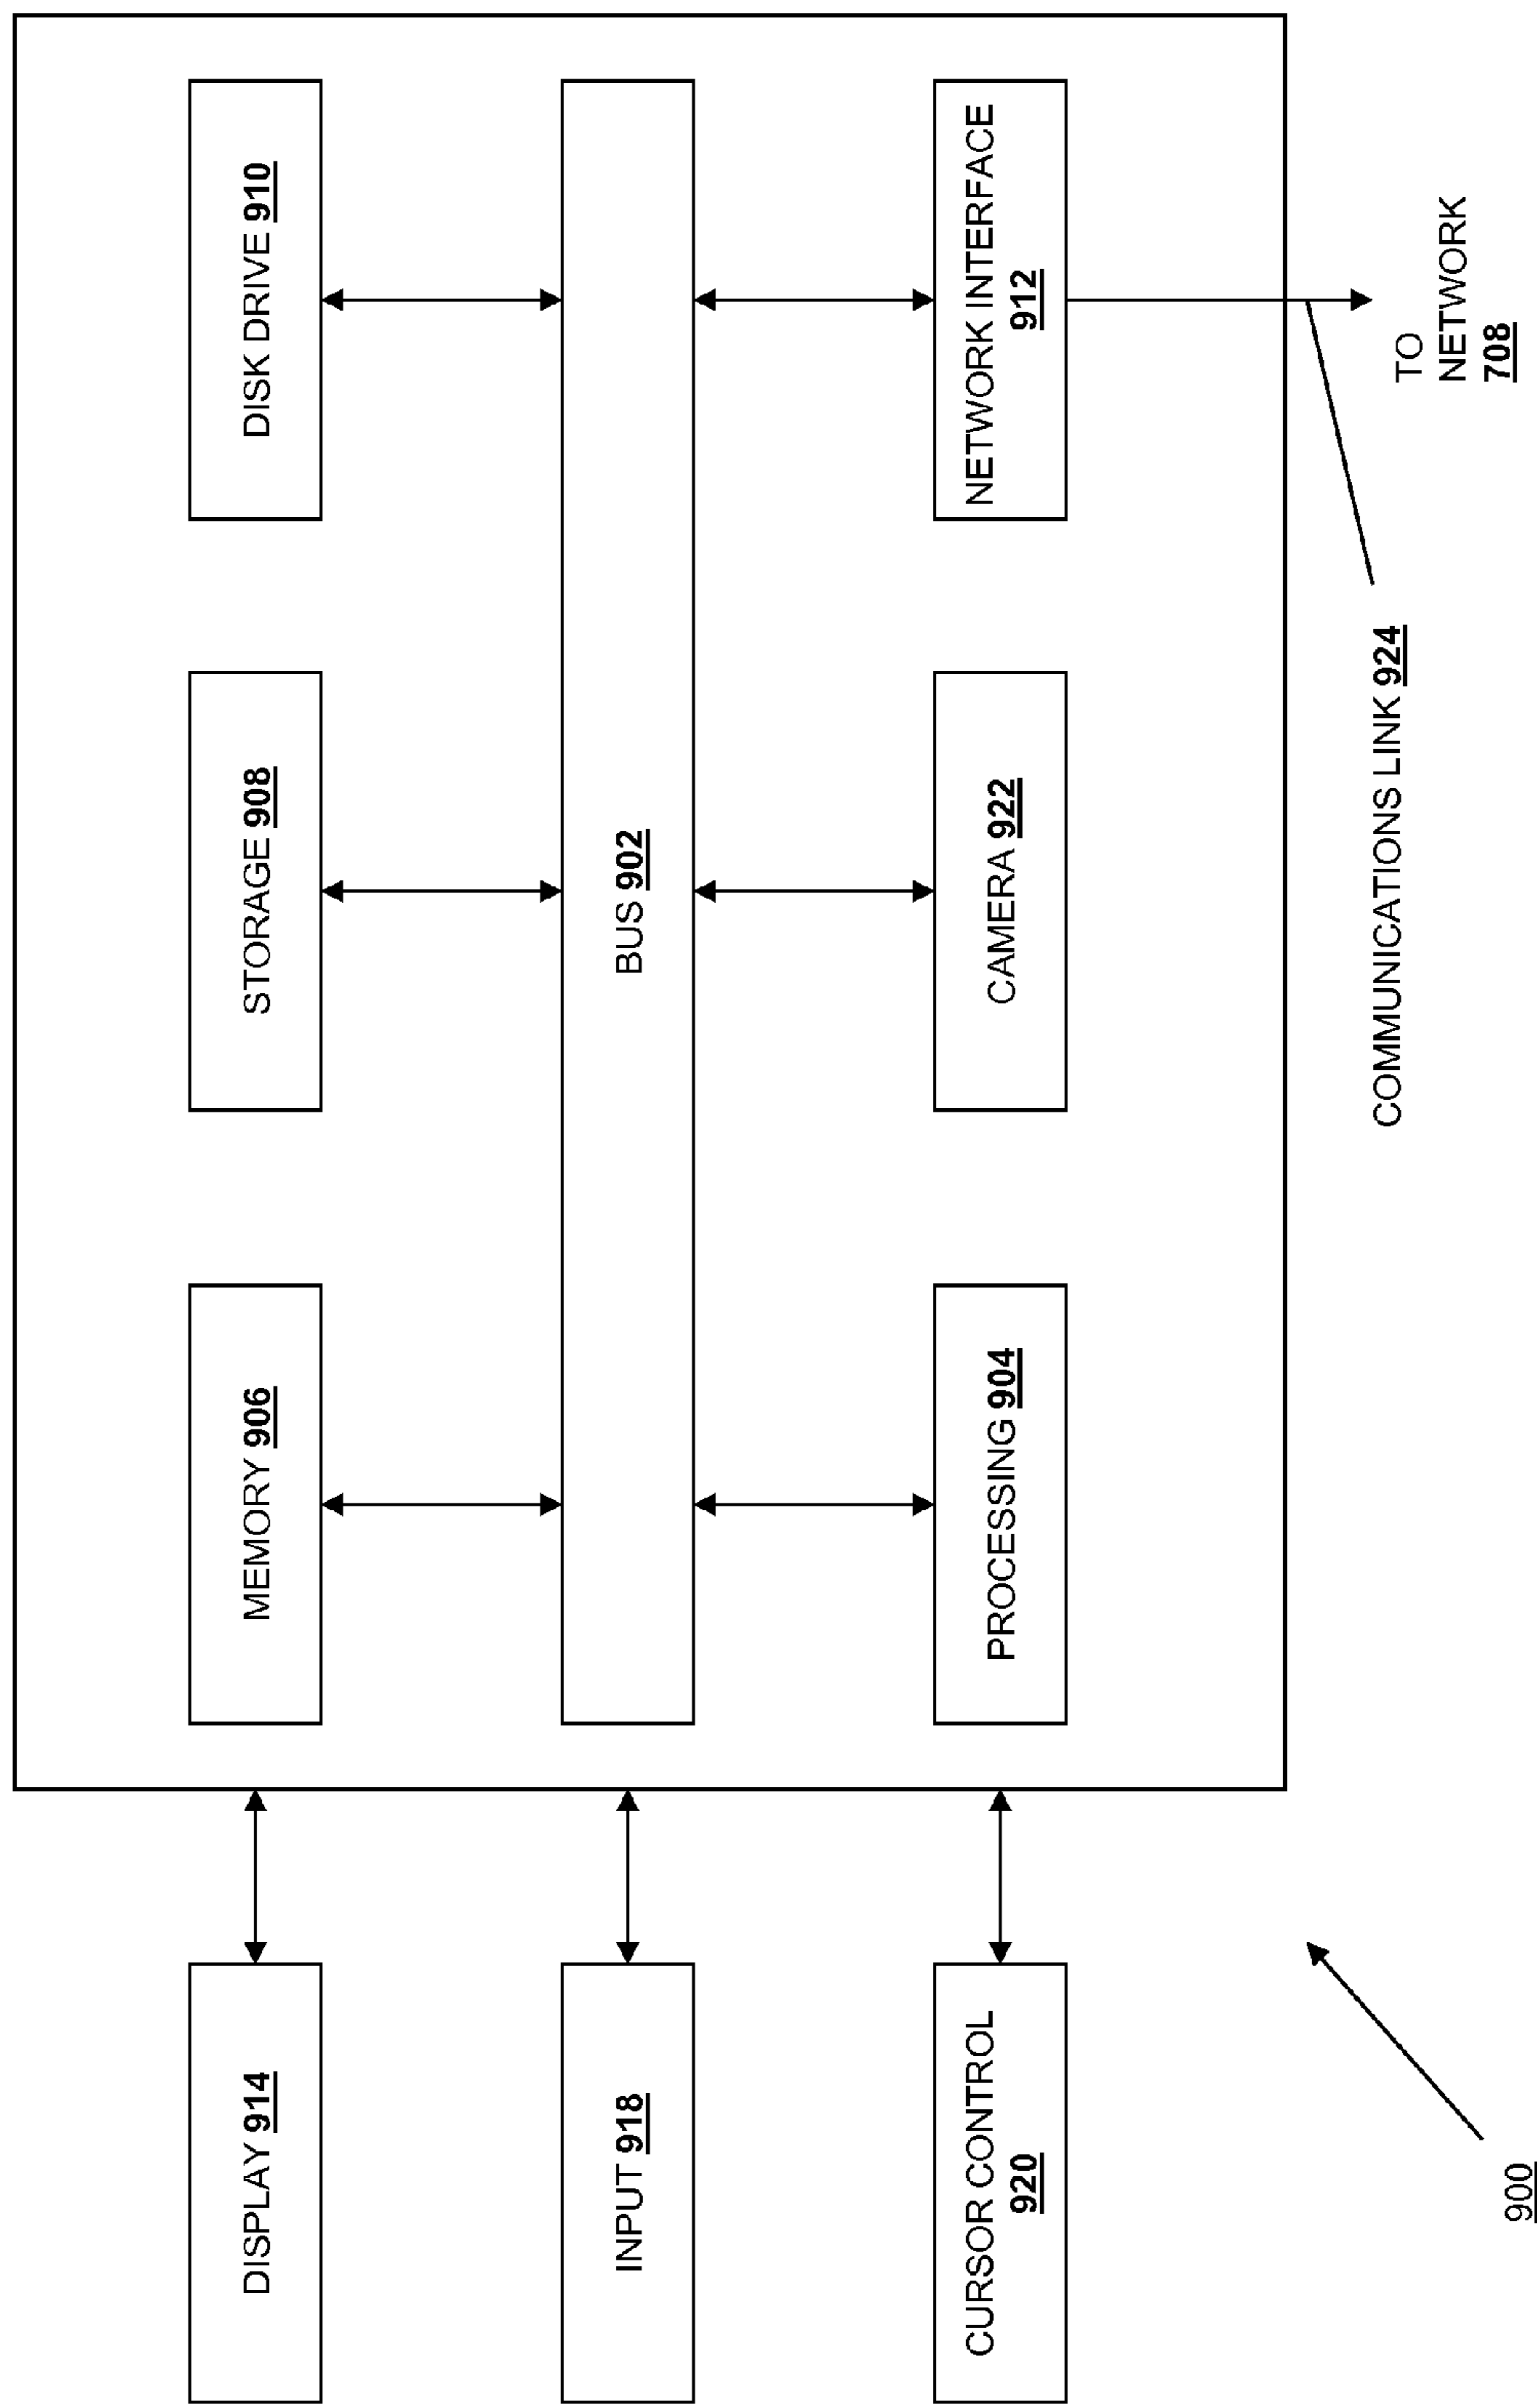 DISPLAY 914
MEMORY 906
STORAGE 908
DISK DRIVE 910
INPUT 918
BUS 902
CURSOR CONTROL
920
PROCESSING 904
CAMERA 922
NETWORK INTERFACE
912
COMMUNICATIONS LINK 924
TO
NETWORK
708
900